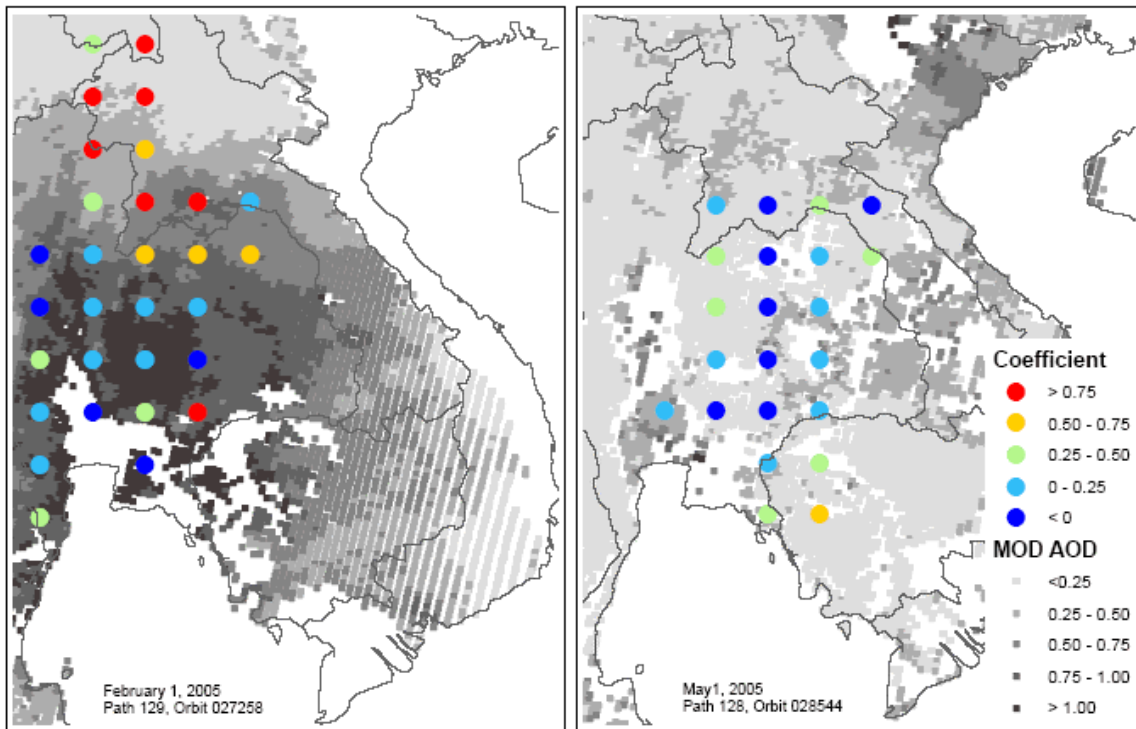 February 1, 2005
Path 129, Orbit 027258
May1, 2005
Path 128, Orbit 028544
Coefficient
> 0.75
0.50 - 0.75
0.25 - 0.50
0 - 0.25
< 0
MOD AOD
<0.25
0.25 - 0.50
0.50 - 0.75
0.75 - 1.00
> 1.00